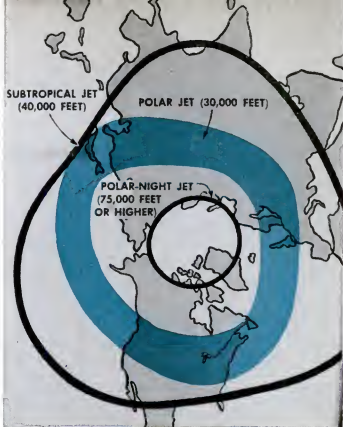 SUBTROPICAL JET
(40,000 FEET)
POLAR JET (30,000 FEET)
POLAR-NIGHT JET
(75,000 FEET
OR HIGHER)